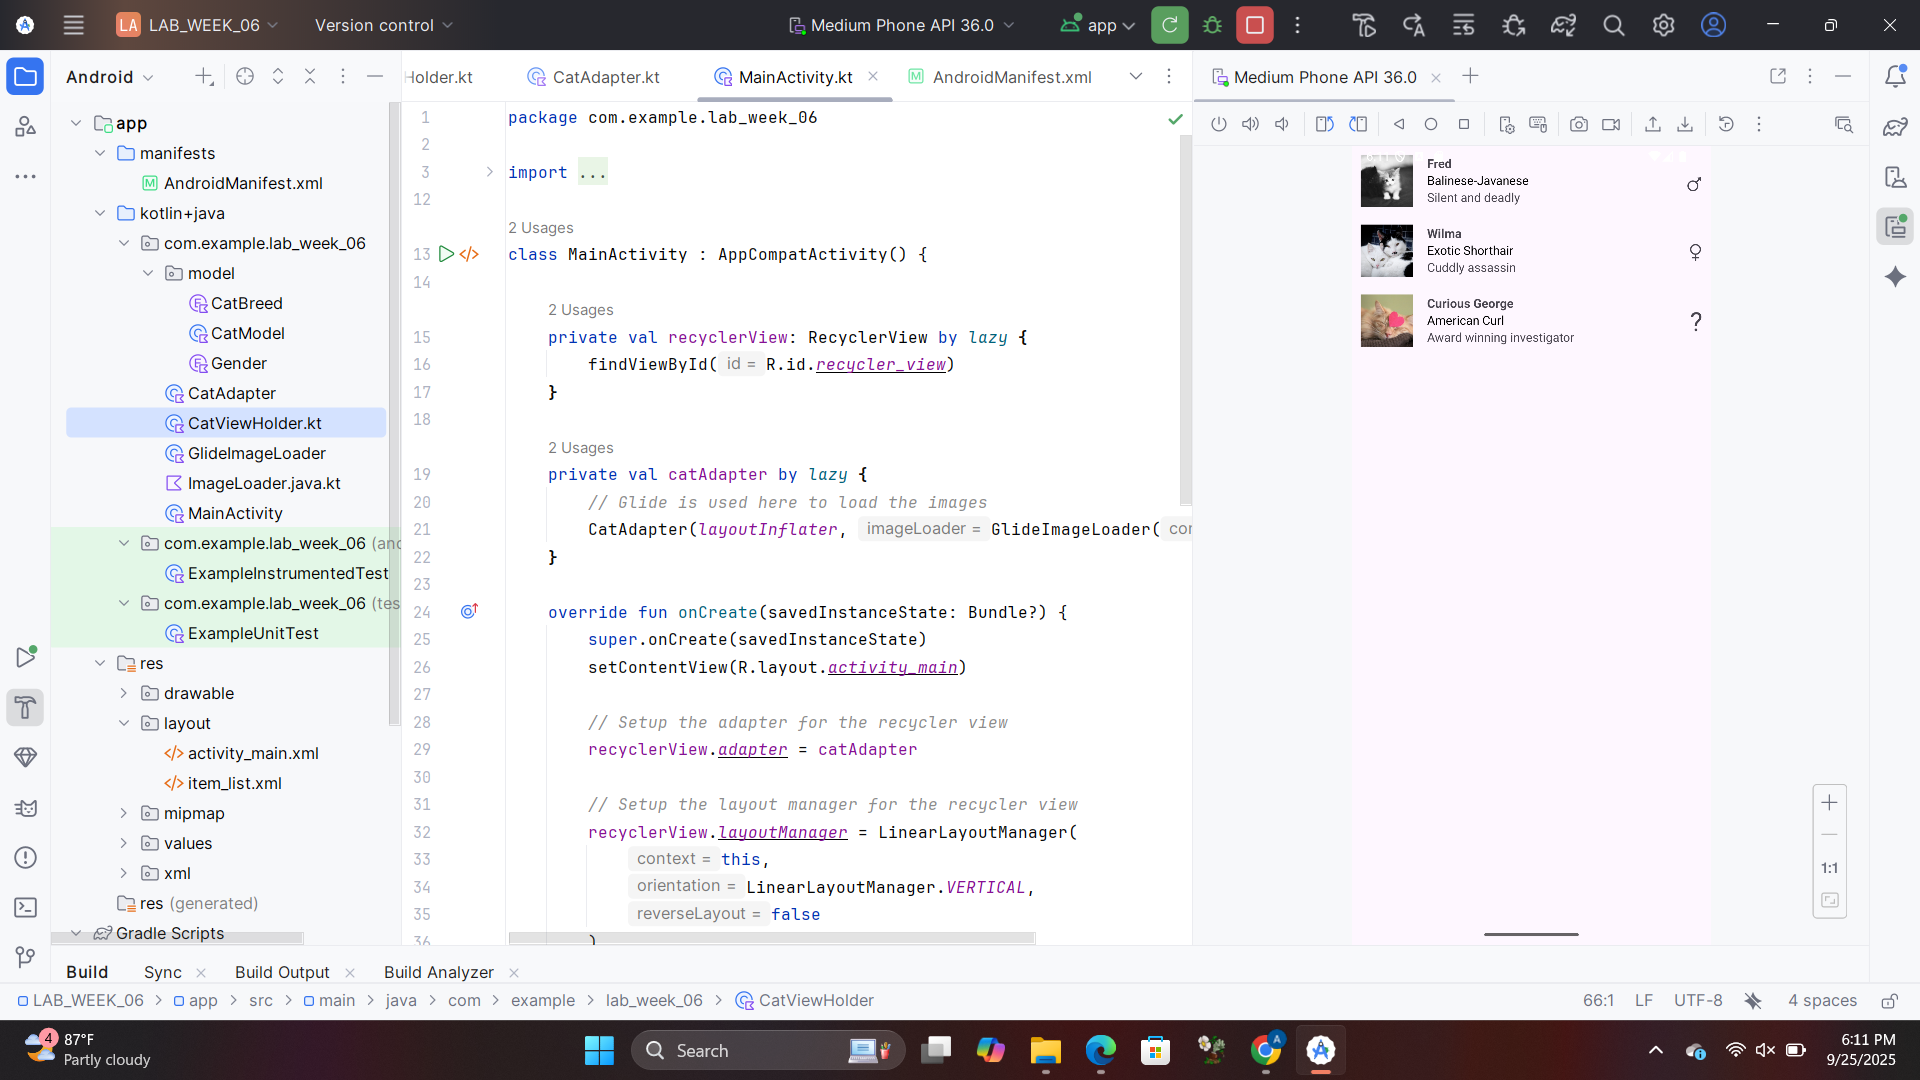 LA LAB_WEEK_06 Version control Medium Phone API 36.0 app
Android
Holder.kt CatAdapter.kt MainActivity.kt AndroidManifest.xml
app
manifests
AndroidManifest.xml
kotlin+java
com.example.lab_week_06
model
CatBreed
CatModel
Gender
CatAdapter
CatViewHolder.kt
GlideImageLoader
ImageLoader.java.kt
MainActivity
com.example.lab_week_06 (and
ExampleInstrumentedTest
com.example.lab_week_06 (tes
ExampleUnitTest
res
drawable
layout
activity_main.xml
item_list.xml
mipmap
values
xml
res (generated)
Gradle Scripts
1 package com.example.lab_week_06
2
3 import ...
12
2 Usages
13 class MainActivity : AppCompatActivity() {
14
2 Usages
15 private val recyclerView: RecyclerView by lazy {
16 findViewById( id = R.id.recycler_view)
17 }
18
2 Usages
19 private val catAdapter by lazy {
20 // Glide is used here to load the images
21 CatAdapter(layoutInflater, imageLoader = GlideImageLoader( con
22 }
23
24 override fun onCreate(savedInstanceState: Bundle?) {
25 super.onCreate(savedInstanceState)
26 setContentView(R.layout.activity_main)
27
28 // Setup the adapter for the recycler view
29 recyclerView.adapter = catAdapter
30
31 // Setup the layout manager for the recycler view
32 recyclerView.layoutManager = LinearLayoutManager(
33 context = this,
34 orientation = LinearLayoutManager.VERTICAL,
35 reverseLayout = false
36 )
Medium Phone API 36.0
Fred
Balinese-Javanese
Silent and deadly
Wilma
Exotic Shorthair
Cuddly assassin
Curious George
American Curl
Award winning investigator
?
1:1
Build Sync Build Output Build Analyzer
LAB_WEEK_06 > app > src > main > java > com > example > lab_week_06 > CatViewHolder
66:1 LF UTF-8 4 spaces
4 87°F
Partly cloudy
Search
A
6:11 PM
9/25/2025